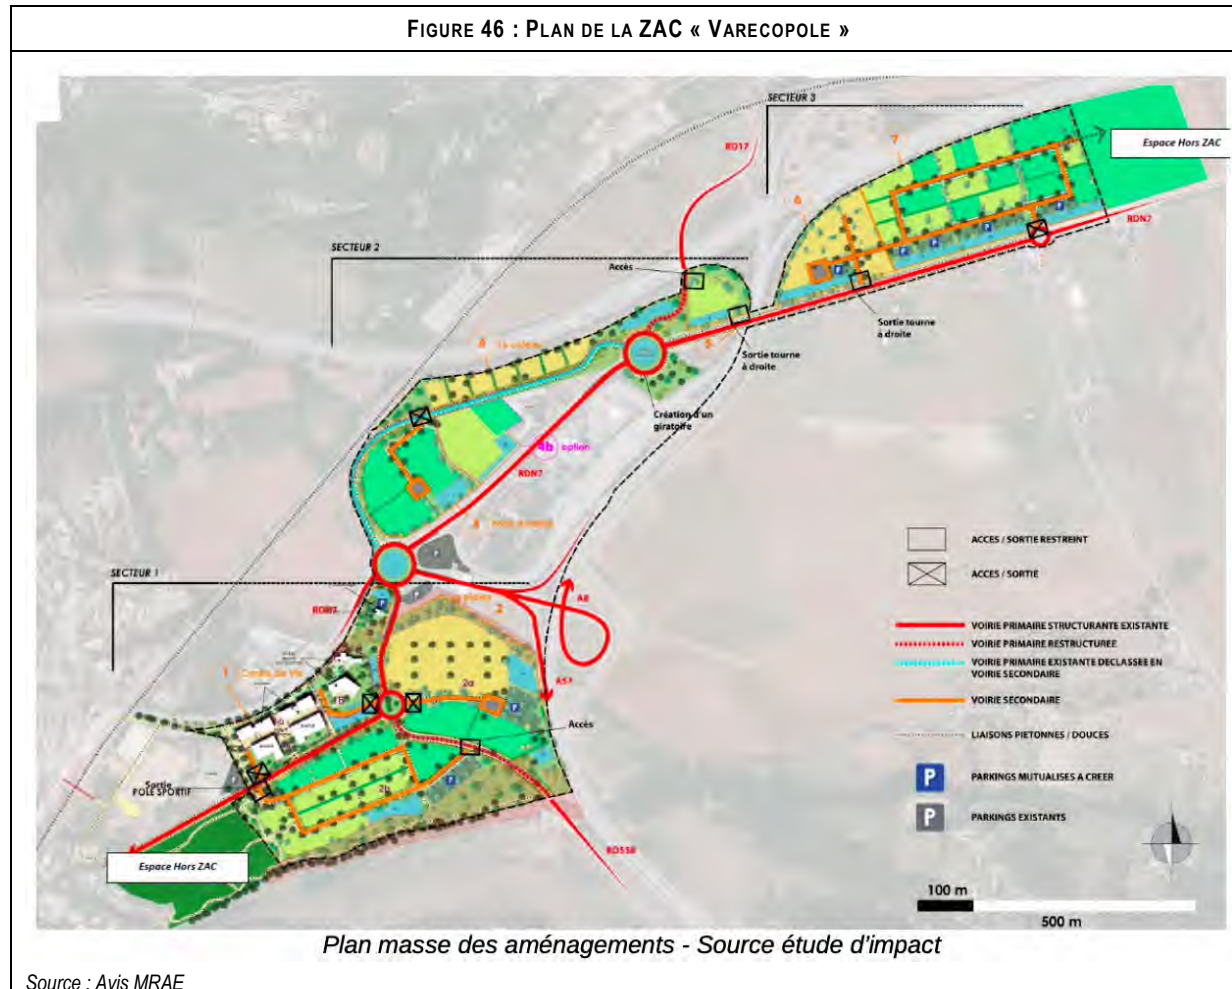 FIGURE 46 : PLAN DE LA ZAC « VARECOPOLE »
SECTEUR 3
7
Espace Hors ZAC
RD17
6
RDN7
P
P
P
P
P
SECTEUR 2
Accès
Sortie tourne
à droite
8
5
Sortie tourne
à droite
Création d'un
giratoire
4b option
RDN7
P
SECTEUR 1
P
P
2
A8
1
Centre de Vie
2a
A57
P
Accès
P
Sortie
POLE SPORTIF
P
2b
Espace Hors ZAC
ACCES / SORTIE RESTREINT
ACCES / SORTIE
VOIRIE PRIMAIRE STRUCTURANTE EXISTANTE
VOIRIE PRIMAIRE RESTRUCTUREE
VOIRIE PRIMAIRE EXISTANTE DECLASSEE EN
VOIRIE SECONDAIRE
VOIRIE SECONDAIRE
LIAISONS PIETONNES / DOUCES
P PARKINGS MUTUALISES A CREER
P PARKINGS EXISTANTS
100 m
500 m
Plan masse des aménagements - Source étude d'impact
Source : Avis MRAE